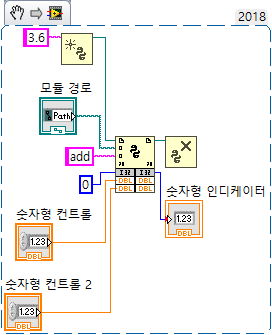 2018
3.6
모듈 경로
Path
add
0
I32 I32
DBL DBL
DBL DBL
숫자형 인디케이터
1.23
DBL
숫자형 컨트롤
1.23
DBL
숫자형 컨트롤 2
1.23
DBL